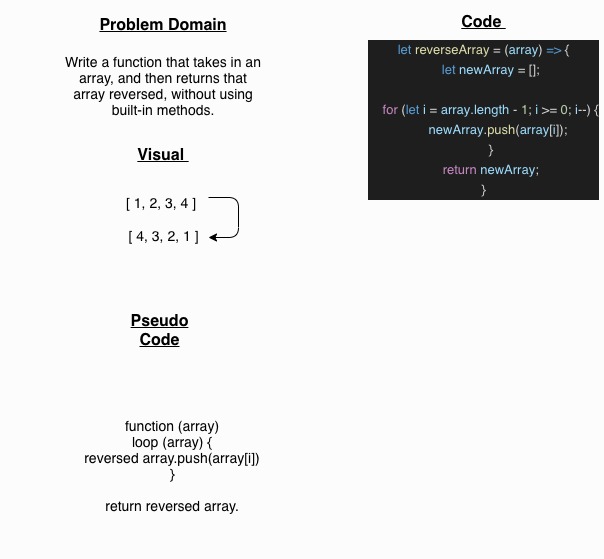 Problem Domain
Write a function that takes in an
array, and then returns that
array reversed, without using
built-in methods.
Visual
[ 1, 2, 3, 4 ]
[ 4, 3, 2, 1 ]
Pseudo
Code
function (array)
loop (array) {
reversed array.push(array[i])
}
return reversed array.
Code
let reverseArray = (array) => {
let newArray = [];
for (let i = array.length - 1; i >= 0; i--) {
newArray.push(array[i]);
}
return newArray;
}